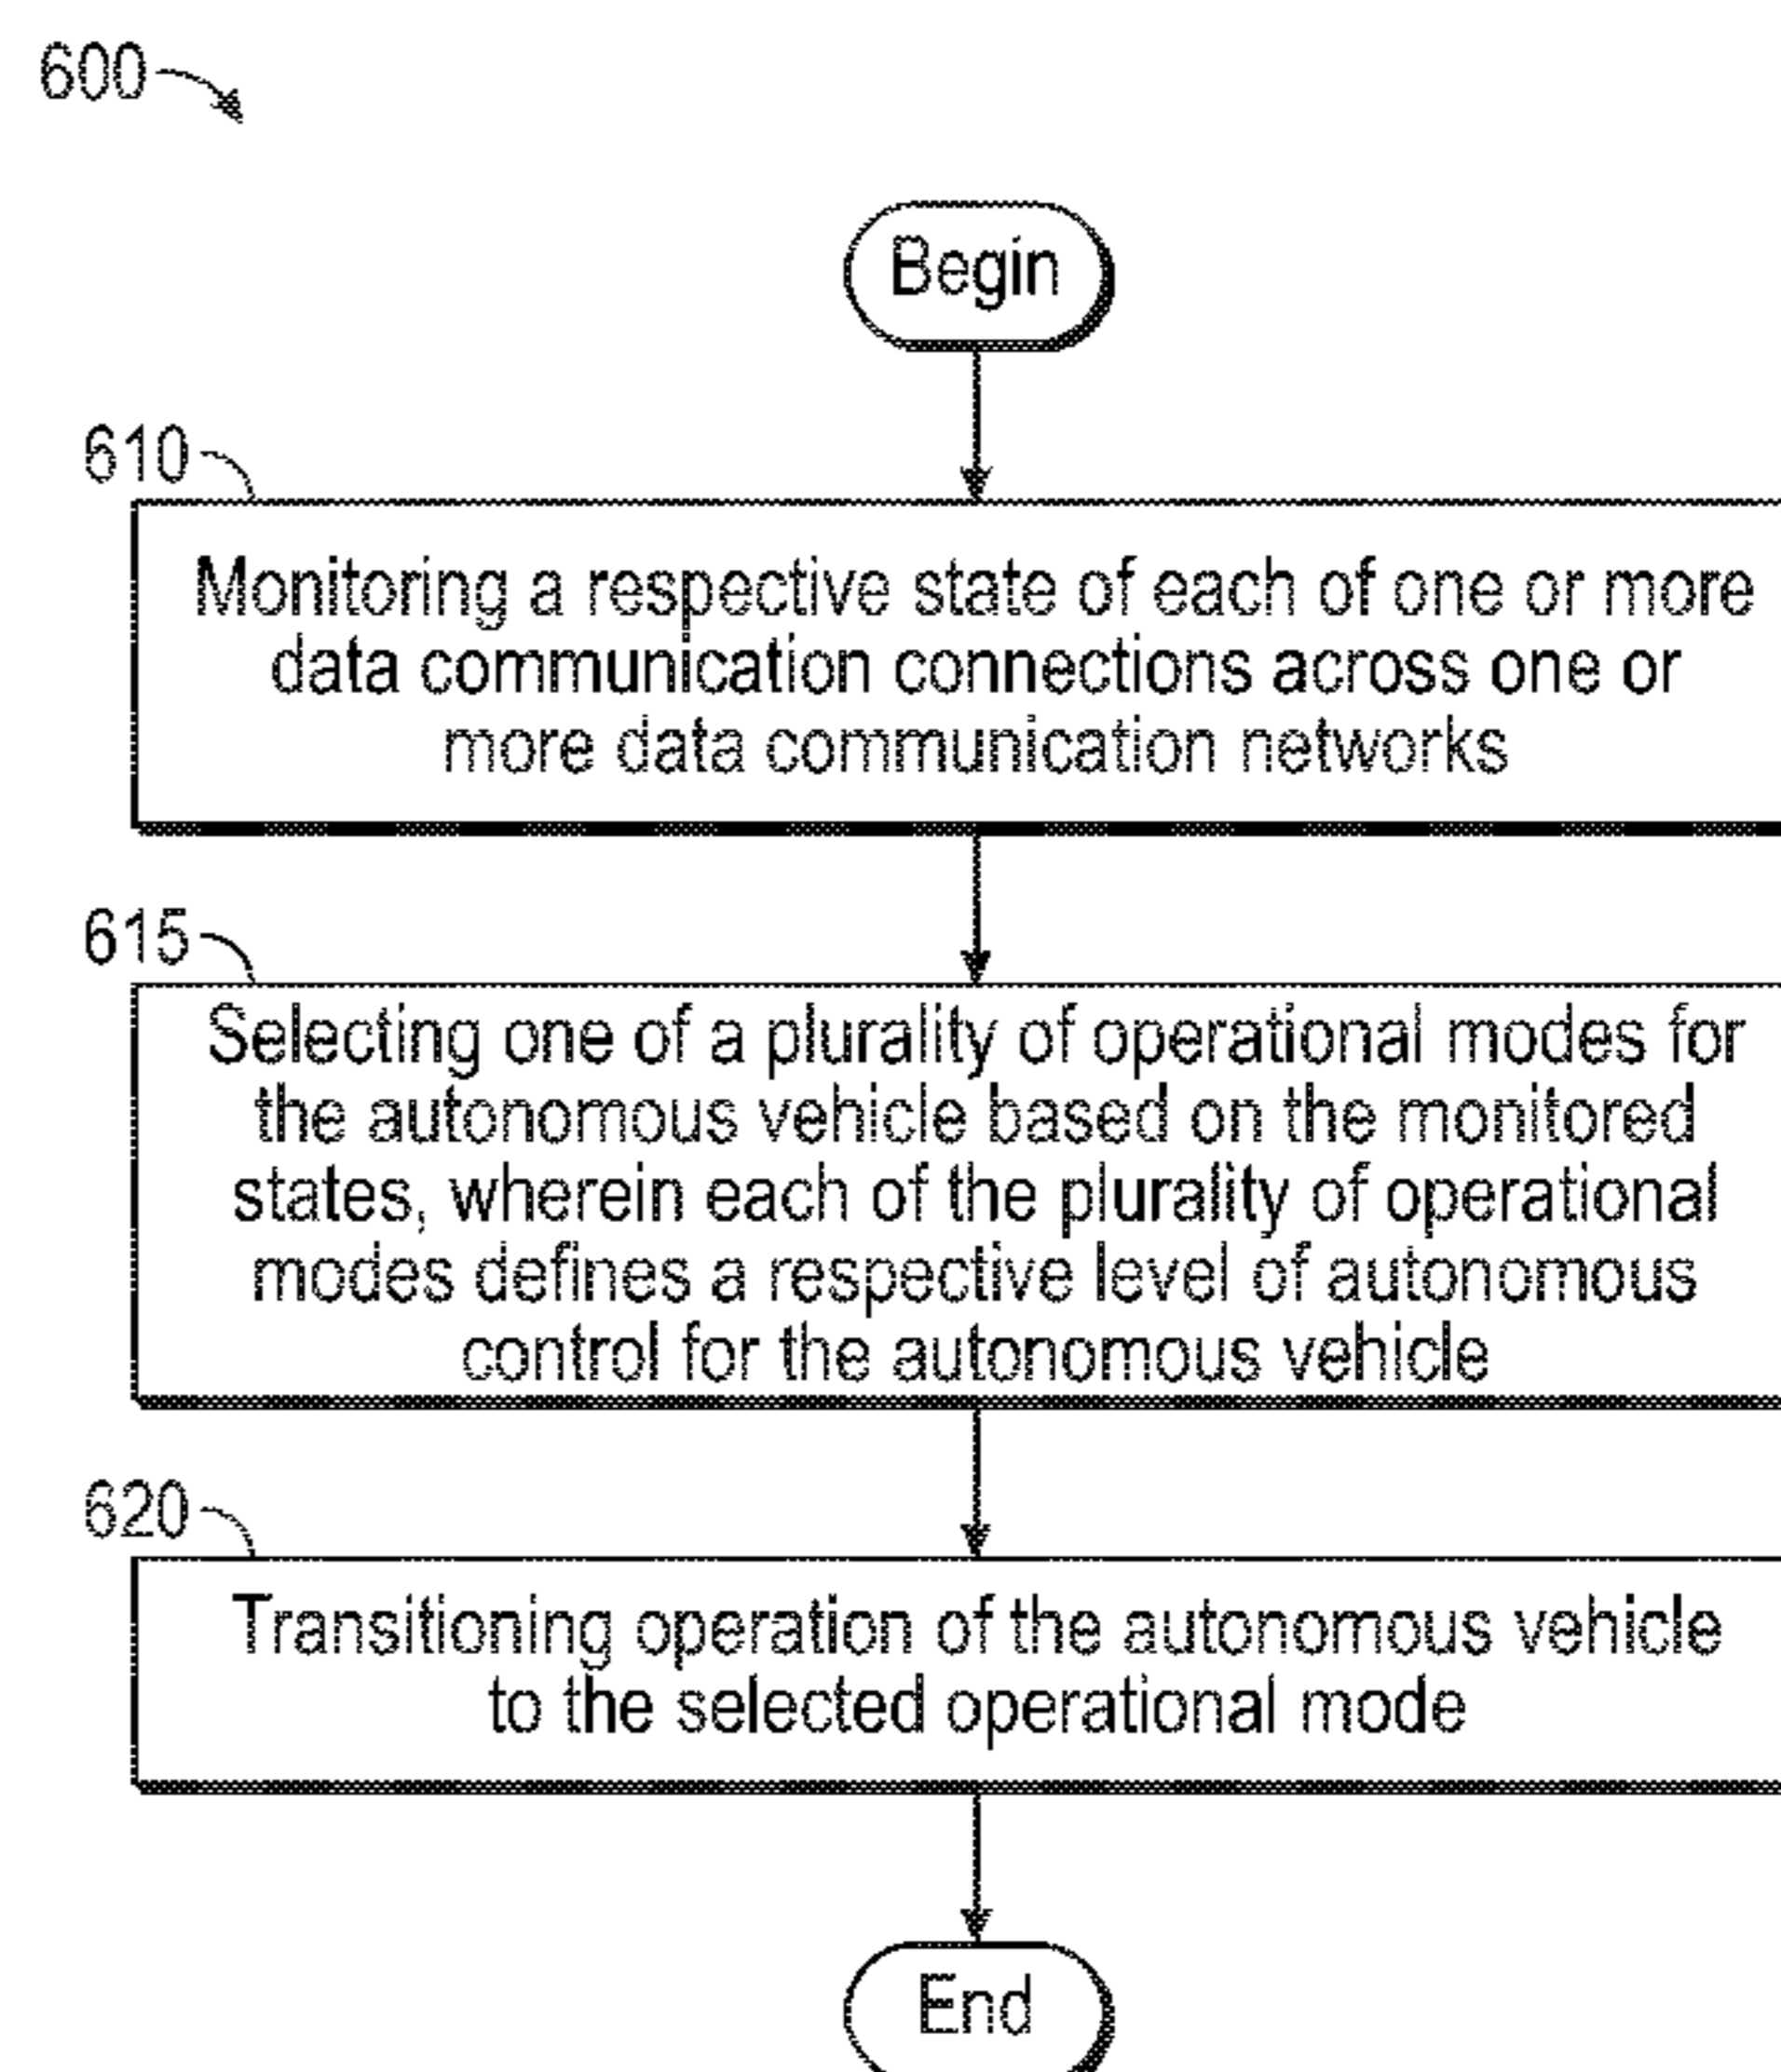 600
Begin
610
Monitoring a respective state of each of one or more
data communication connections across one or
more data communication networks
615
Selecting one of a plurality of operational modes for
the autonomous vehicle based on the monitored
states, wherein each of the plurality of operational
modes defines a respective level of autonomous
control for the autonomous vehicle
620
Transitioning operation of the autonomous vehicle
to the selected operational mode
End